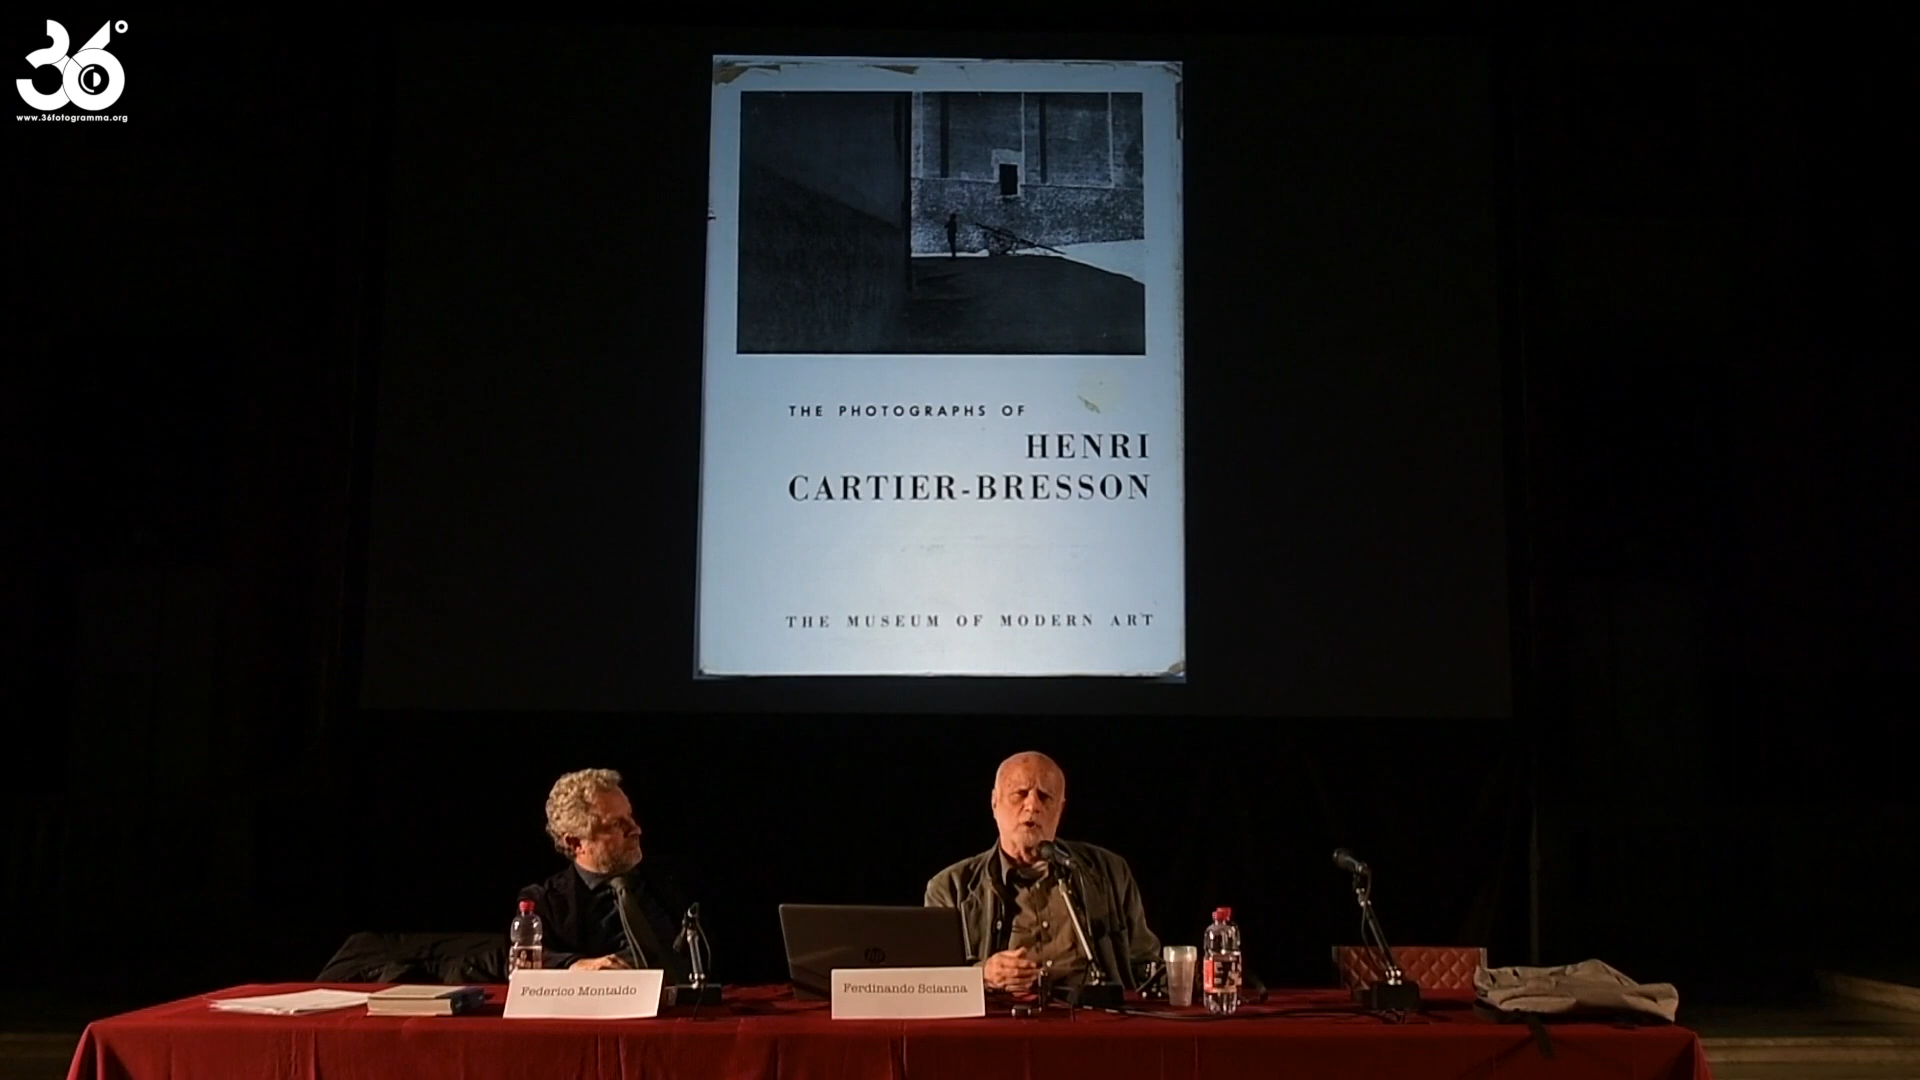 36°
www.36fotogramma.org
THE PHOTOGRAPHS OF
HENRI
CARTIER-BRESSON
THE MUSEUM OF MODERN ART
Federico Montaldo
hp
Ferdinando Scianna